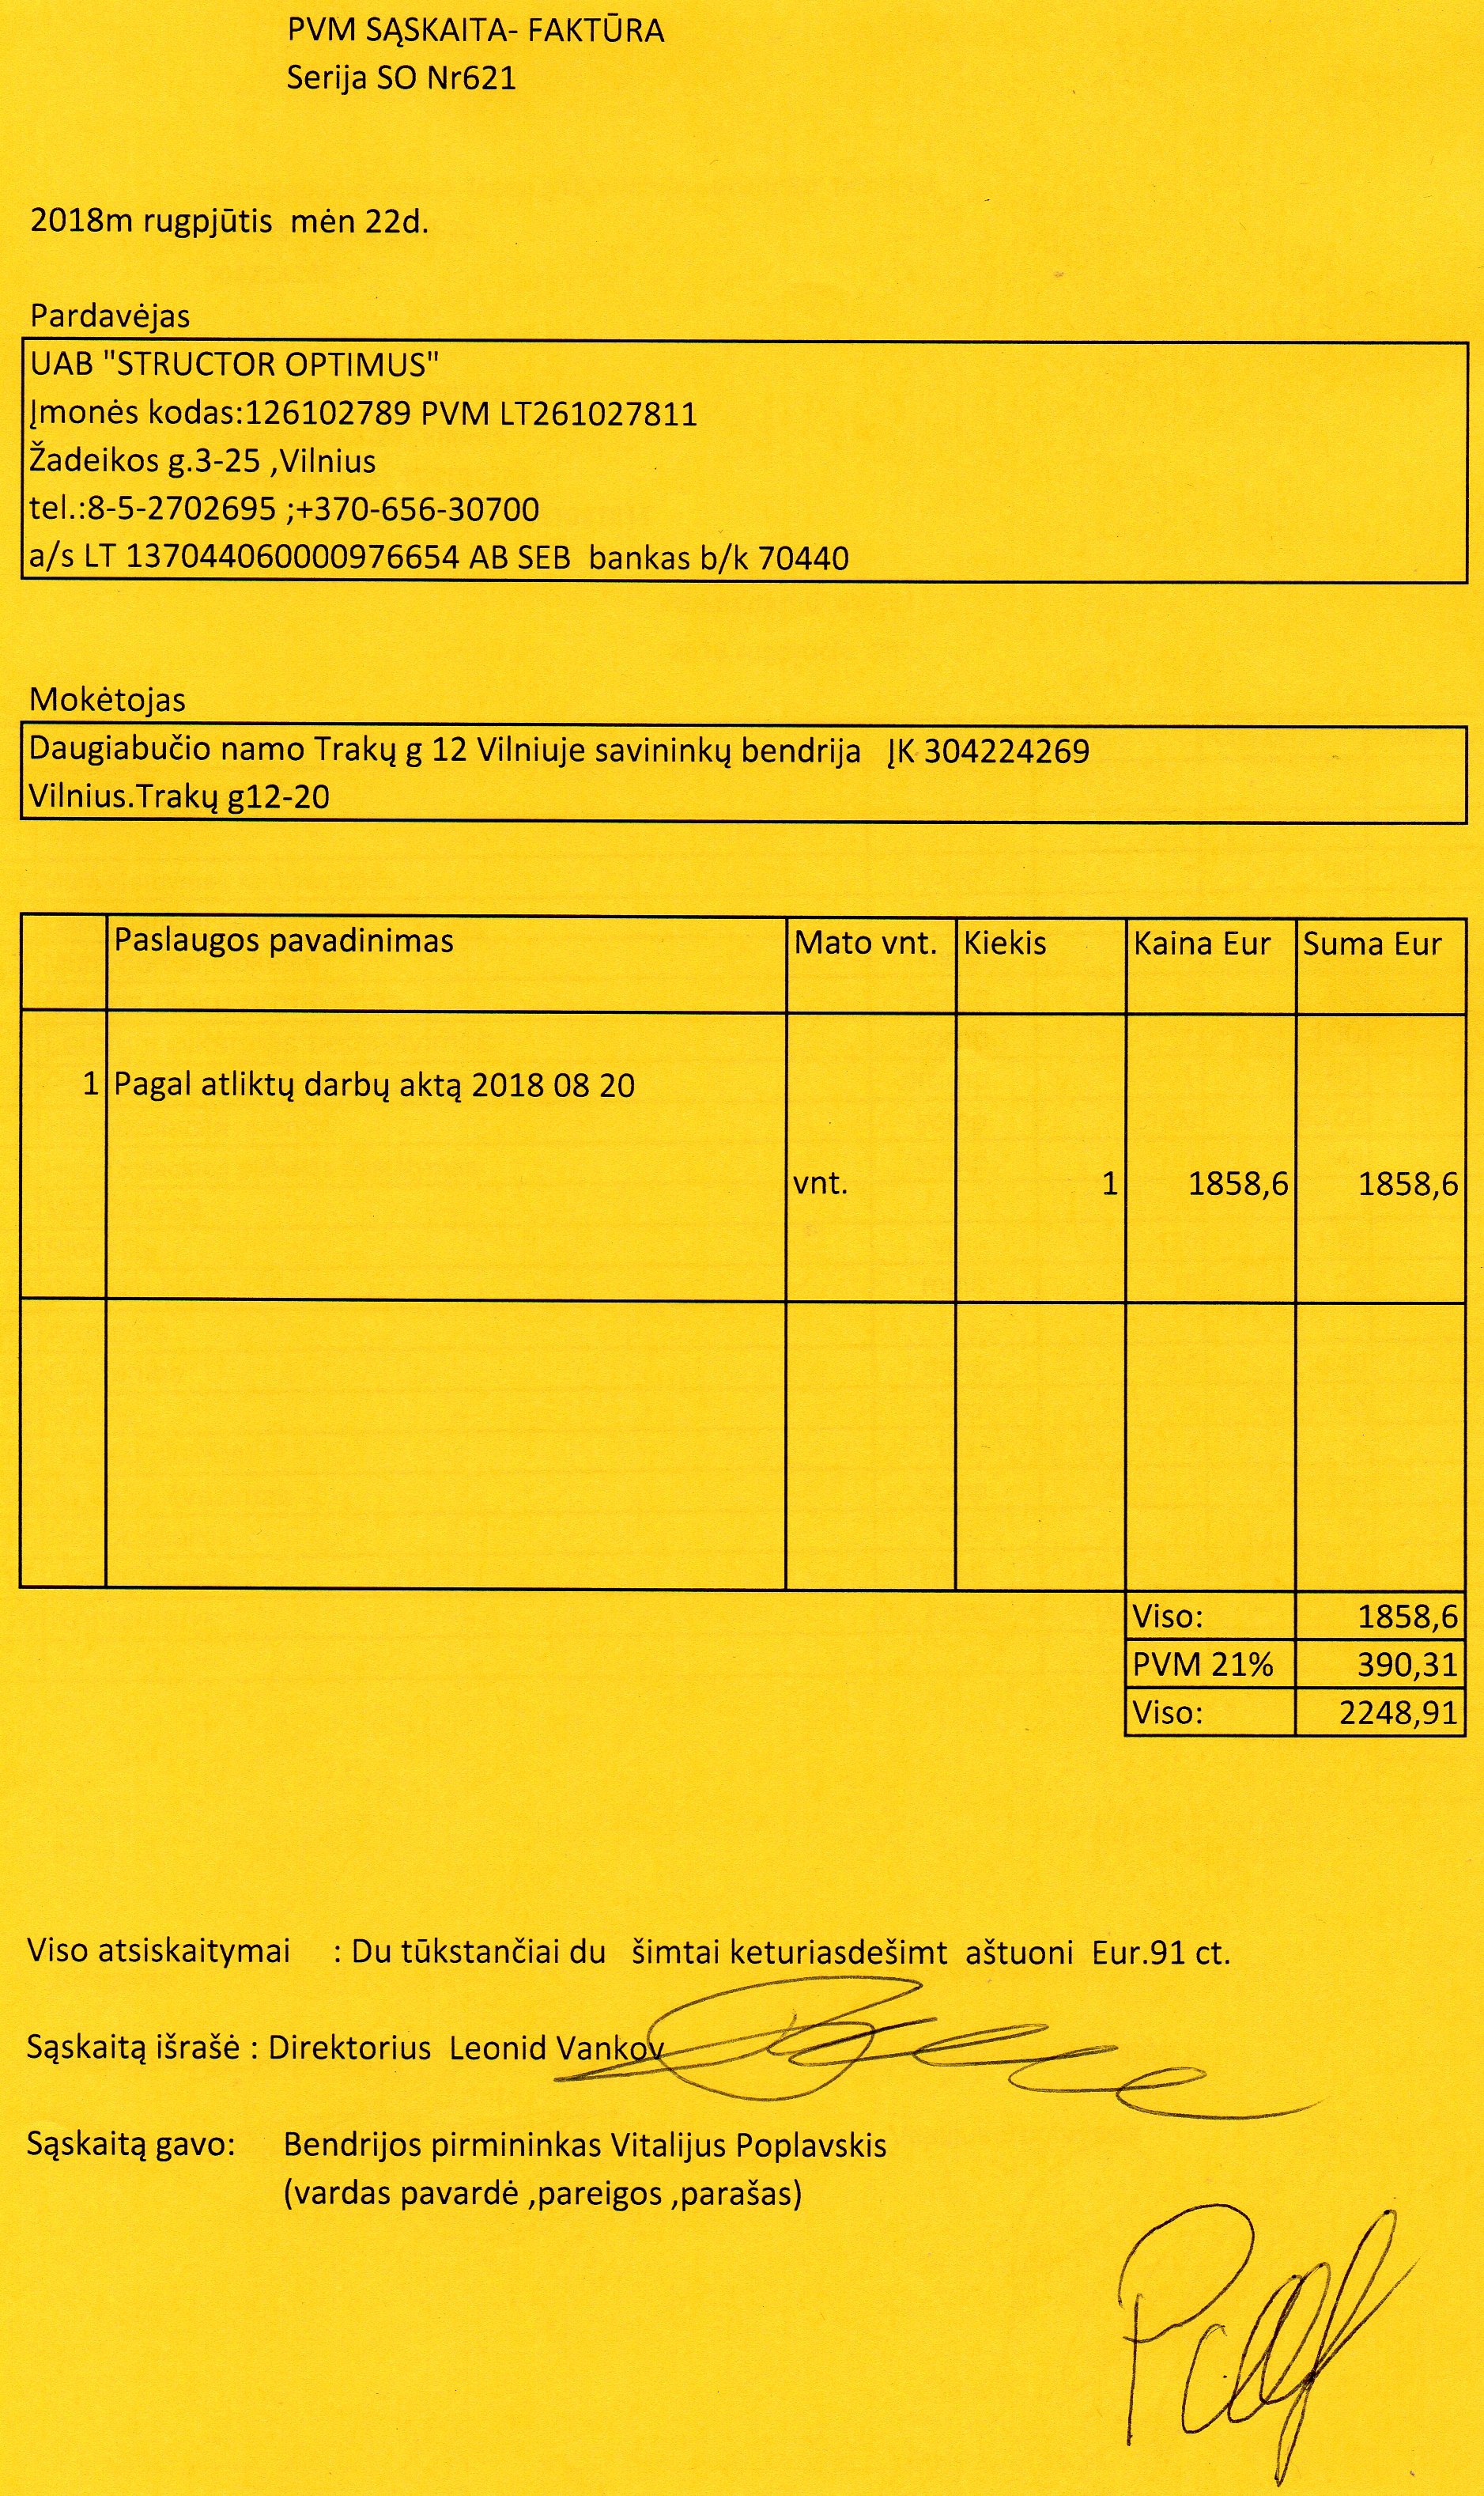 PVM SĄSKAITA- FAKTŪRA
Serija SO Nr621
2018m rugpjūtis mėn 22d.
Pardavėjas
UAB "STRUCTOR OPTIMUS"
Įmonės kodas:126102789 PVM LT261027811
Žadeikos g.3-25 ,Vilnius
tel.:8-5-2702695 ;+370-656-30700
a/s LT 137044060000976654 AB SEB bankas b/k 70440
Mokėtojas
Daugiabučio namo Trakų g 12 Vilniuje savininkų bendrija ĮK 304224269
Vilnius.Trakų g12-20
Paslaugos pavadinimas Mato vnt. Kiekis Kaina Eur Suma Eur
1 Pagal atliktų darbų aktą 2018 08 20
vnt. 1 1858,6 1858,6
Viso: 1858,6
PVM 21% 390,31
Viso: 2248,91
Viso atsiskaitymai : Du tūkstančiai du šimtai keturiasdešimt aštuoni Eur.91 ct.
Sąskaitą išrašė : Direktorius Leonid Vankov
Sąskaitą gavo: Bendrijos pirmininkas Vitalijus Poplavskis
(vardas pavardė ,pareigos ,parašas)